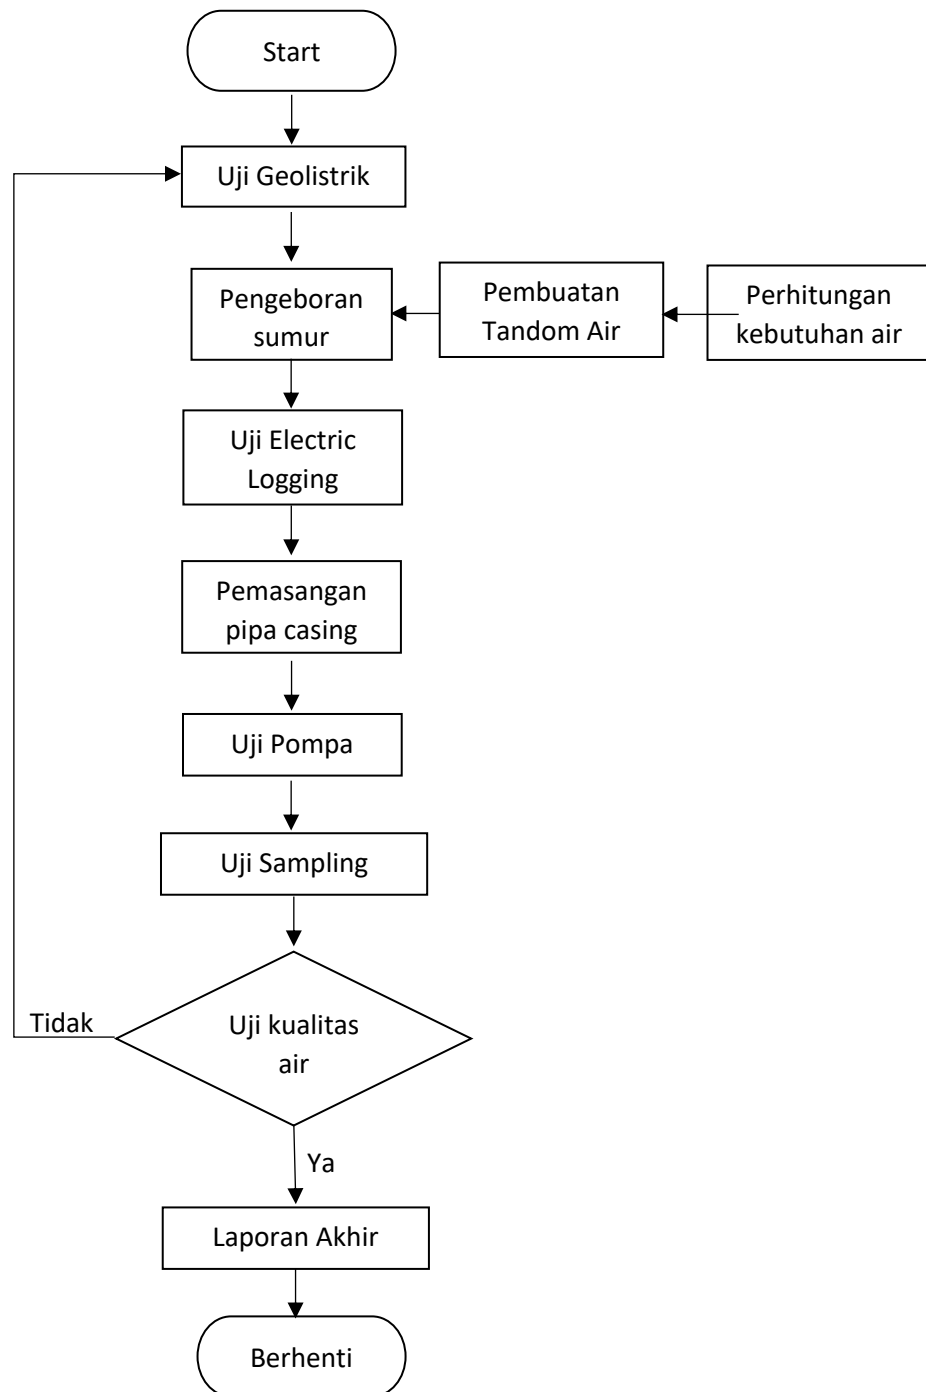 Start
Uji Geolistrik
Pengeboran
sumur
Pembuatan
Tandom Air
Perhitungan
kebutuhan air
Uji Electric
Logging
Pemasangan
pipa casing
Uji Pompa
Uji Sampling
Uji kualitas
air
Tidak
Ya
Laporan Akhir
Berhenti